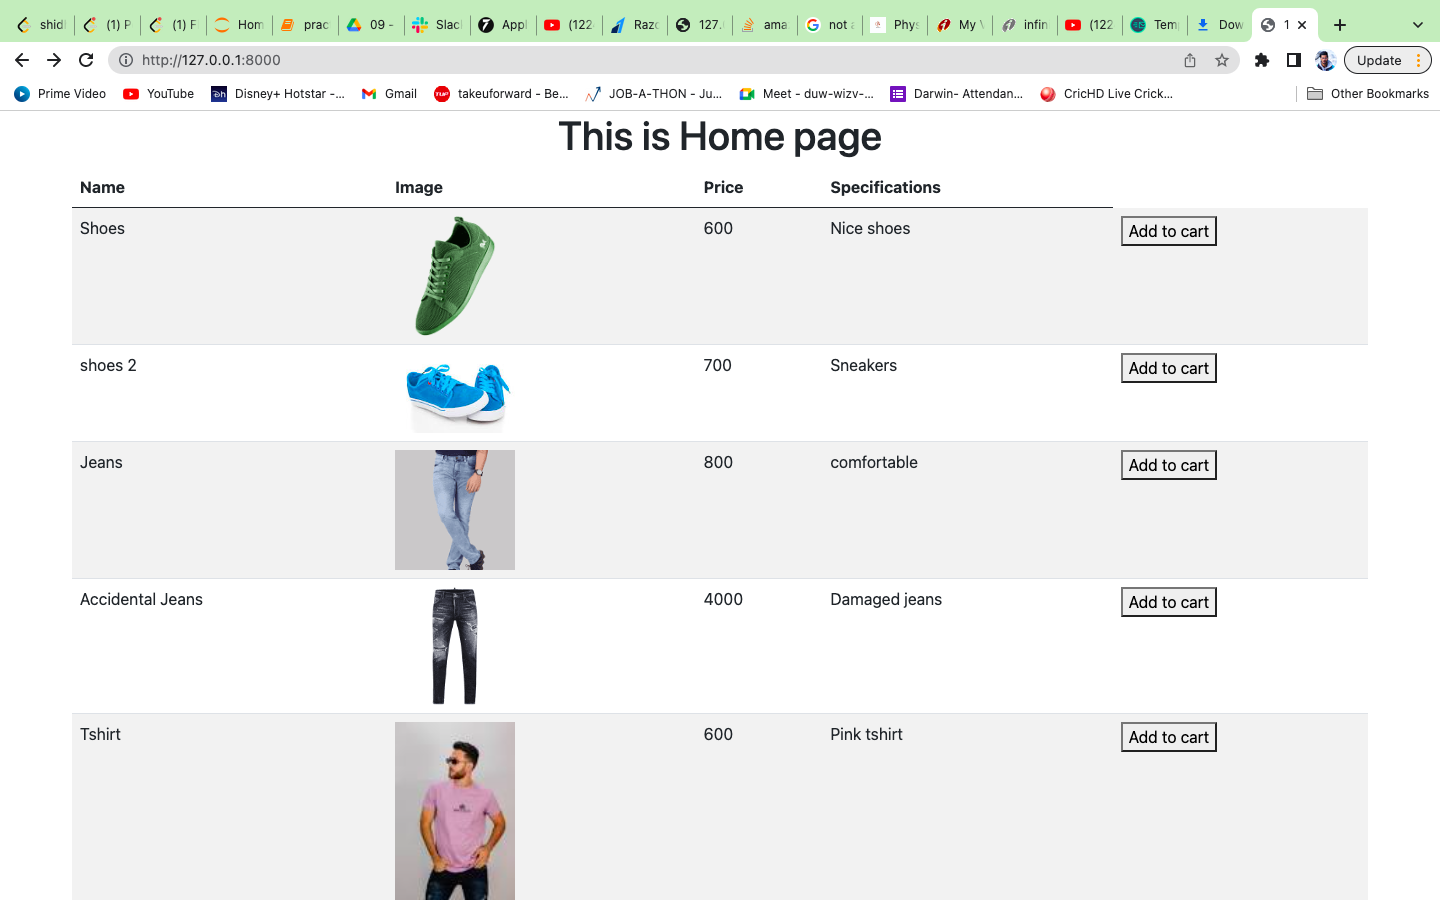 shid (1) P (1) F Hom prac 09 - Slac Appl (122 Razo 127. ama not a Phys My infin (122 Tem Dow 1
http://127.0.0.1:8000 Update
Prime Video YouTube Disney+ Hotstar -... Gmail takeuforward - Be... JOB-A-THON - Ju... Meet - duw-wizv-... Darwin- Attendan... CricHD Live Crick... Other Bookmarks
This is Home page
Name Image Price Specifications
Shoes 600 Nice shoes Add to cart
shoes 2 700 Sneakers Add to cart
Jeans 800 comfortable Add to cart
Accidental Jeans 4000 Damaged jeans Add to cart
Tshirt 600 Pink tshirt Add to cart